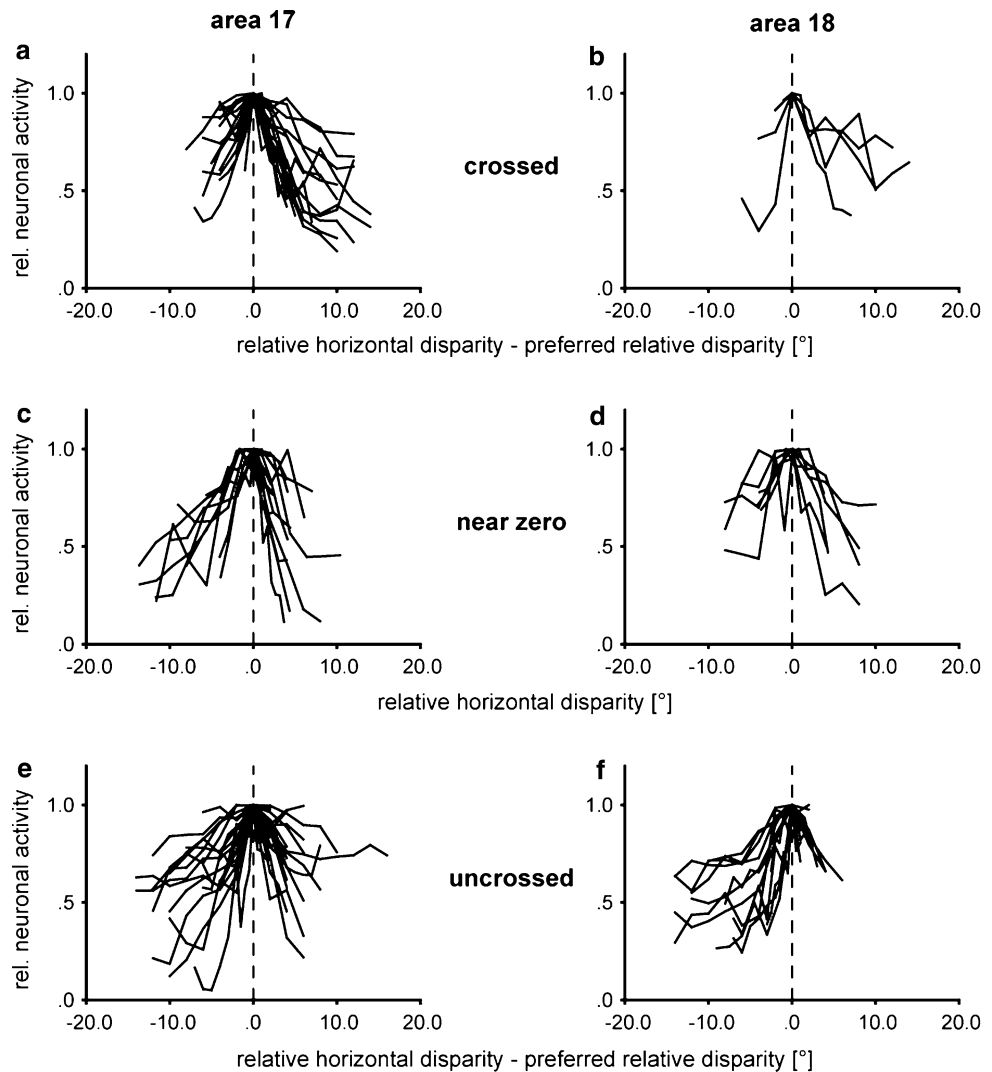 area 17
area 18
a
rel. neuronal activity
1.0
.5
.0
-20.0 -10.0 .0 10.0 20.0
b
1.0
.5
.0
-20.0 -10.0 .0 10.0 20.0
crossed
relative horizontal disparity - preferred relative disparity [°]
c
rel. neuronal activity
1.0
.5
.0
-20.0 -10.0 .0 10.0 20.0
d
1.0
.5
.0
-20.0 -10.0 .0 10.0 20.0
near zero
relative horizontal disparity [°]
e
rel. neuronal activity
1.0
.5
.0
-20.0 -10.0 .0 10.0 20.0
f
1.0
.5
.0
-20.0 -10.0 .0 10.0 20.0
uncrossed
relative horizontal disparity - preferred relative disparity [°]